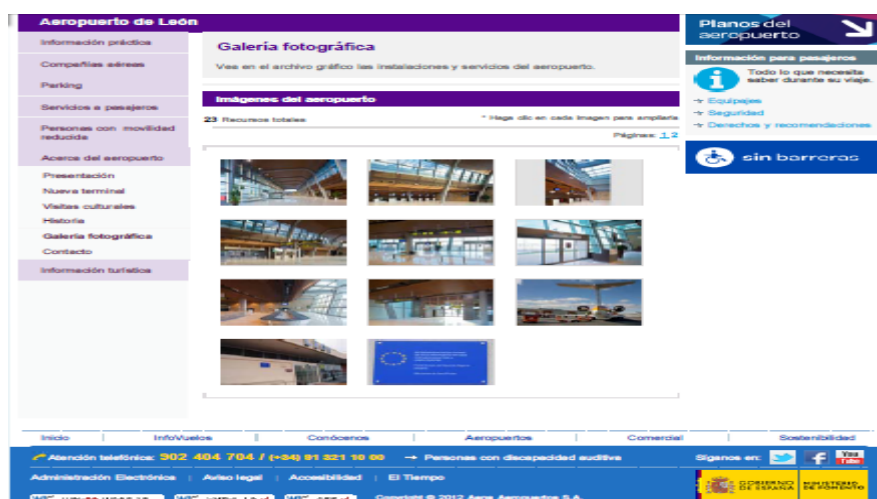 Aeropuerto de León
Información práctica
Compañías aéreas
Parking
Servicios a pasajeros
Personas con movilidad
reducida
Acerca del aeropuerto
Presentación
Nueva terminal
Visitas culturales
Historia
Galería fotográfica
Contacto
Información turística
Galería fotográfica
Vea en el archivo gráfico las instalaciones y servicios del aeropuerto.
Imágenes del aeropuerto
23 Recursos totales
* Haga clic en cada imagen para ampliarla
Páginas: 1 2
Planos del
aeropuerto
Información para pasajeros
Todo lo que necesita
saber durante su viaje.
Equipajes
Seguridad
Derechos y recomendaciones
sin barreras
Inicio | InfoVuelos | Conócenos | Aeropuertos | Comercial | Sostenibilidad
Atención telefónica: 902 404 704 / (+34) 91 321 10 00 → Personas con discapacidad auditiva
Síganos en:
You
Tube
Administración Electrónica | Aviso legal | Accesibilidad | El Tiempo
Copyright © 2012 Aena Aeropuertos S.A.
GOBIERNO
DE ESPAÑA
MINISTERIO
DE FOMENTO